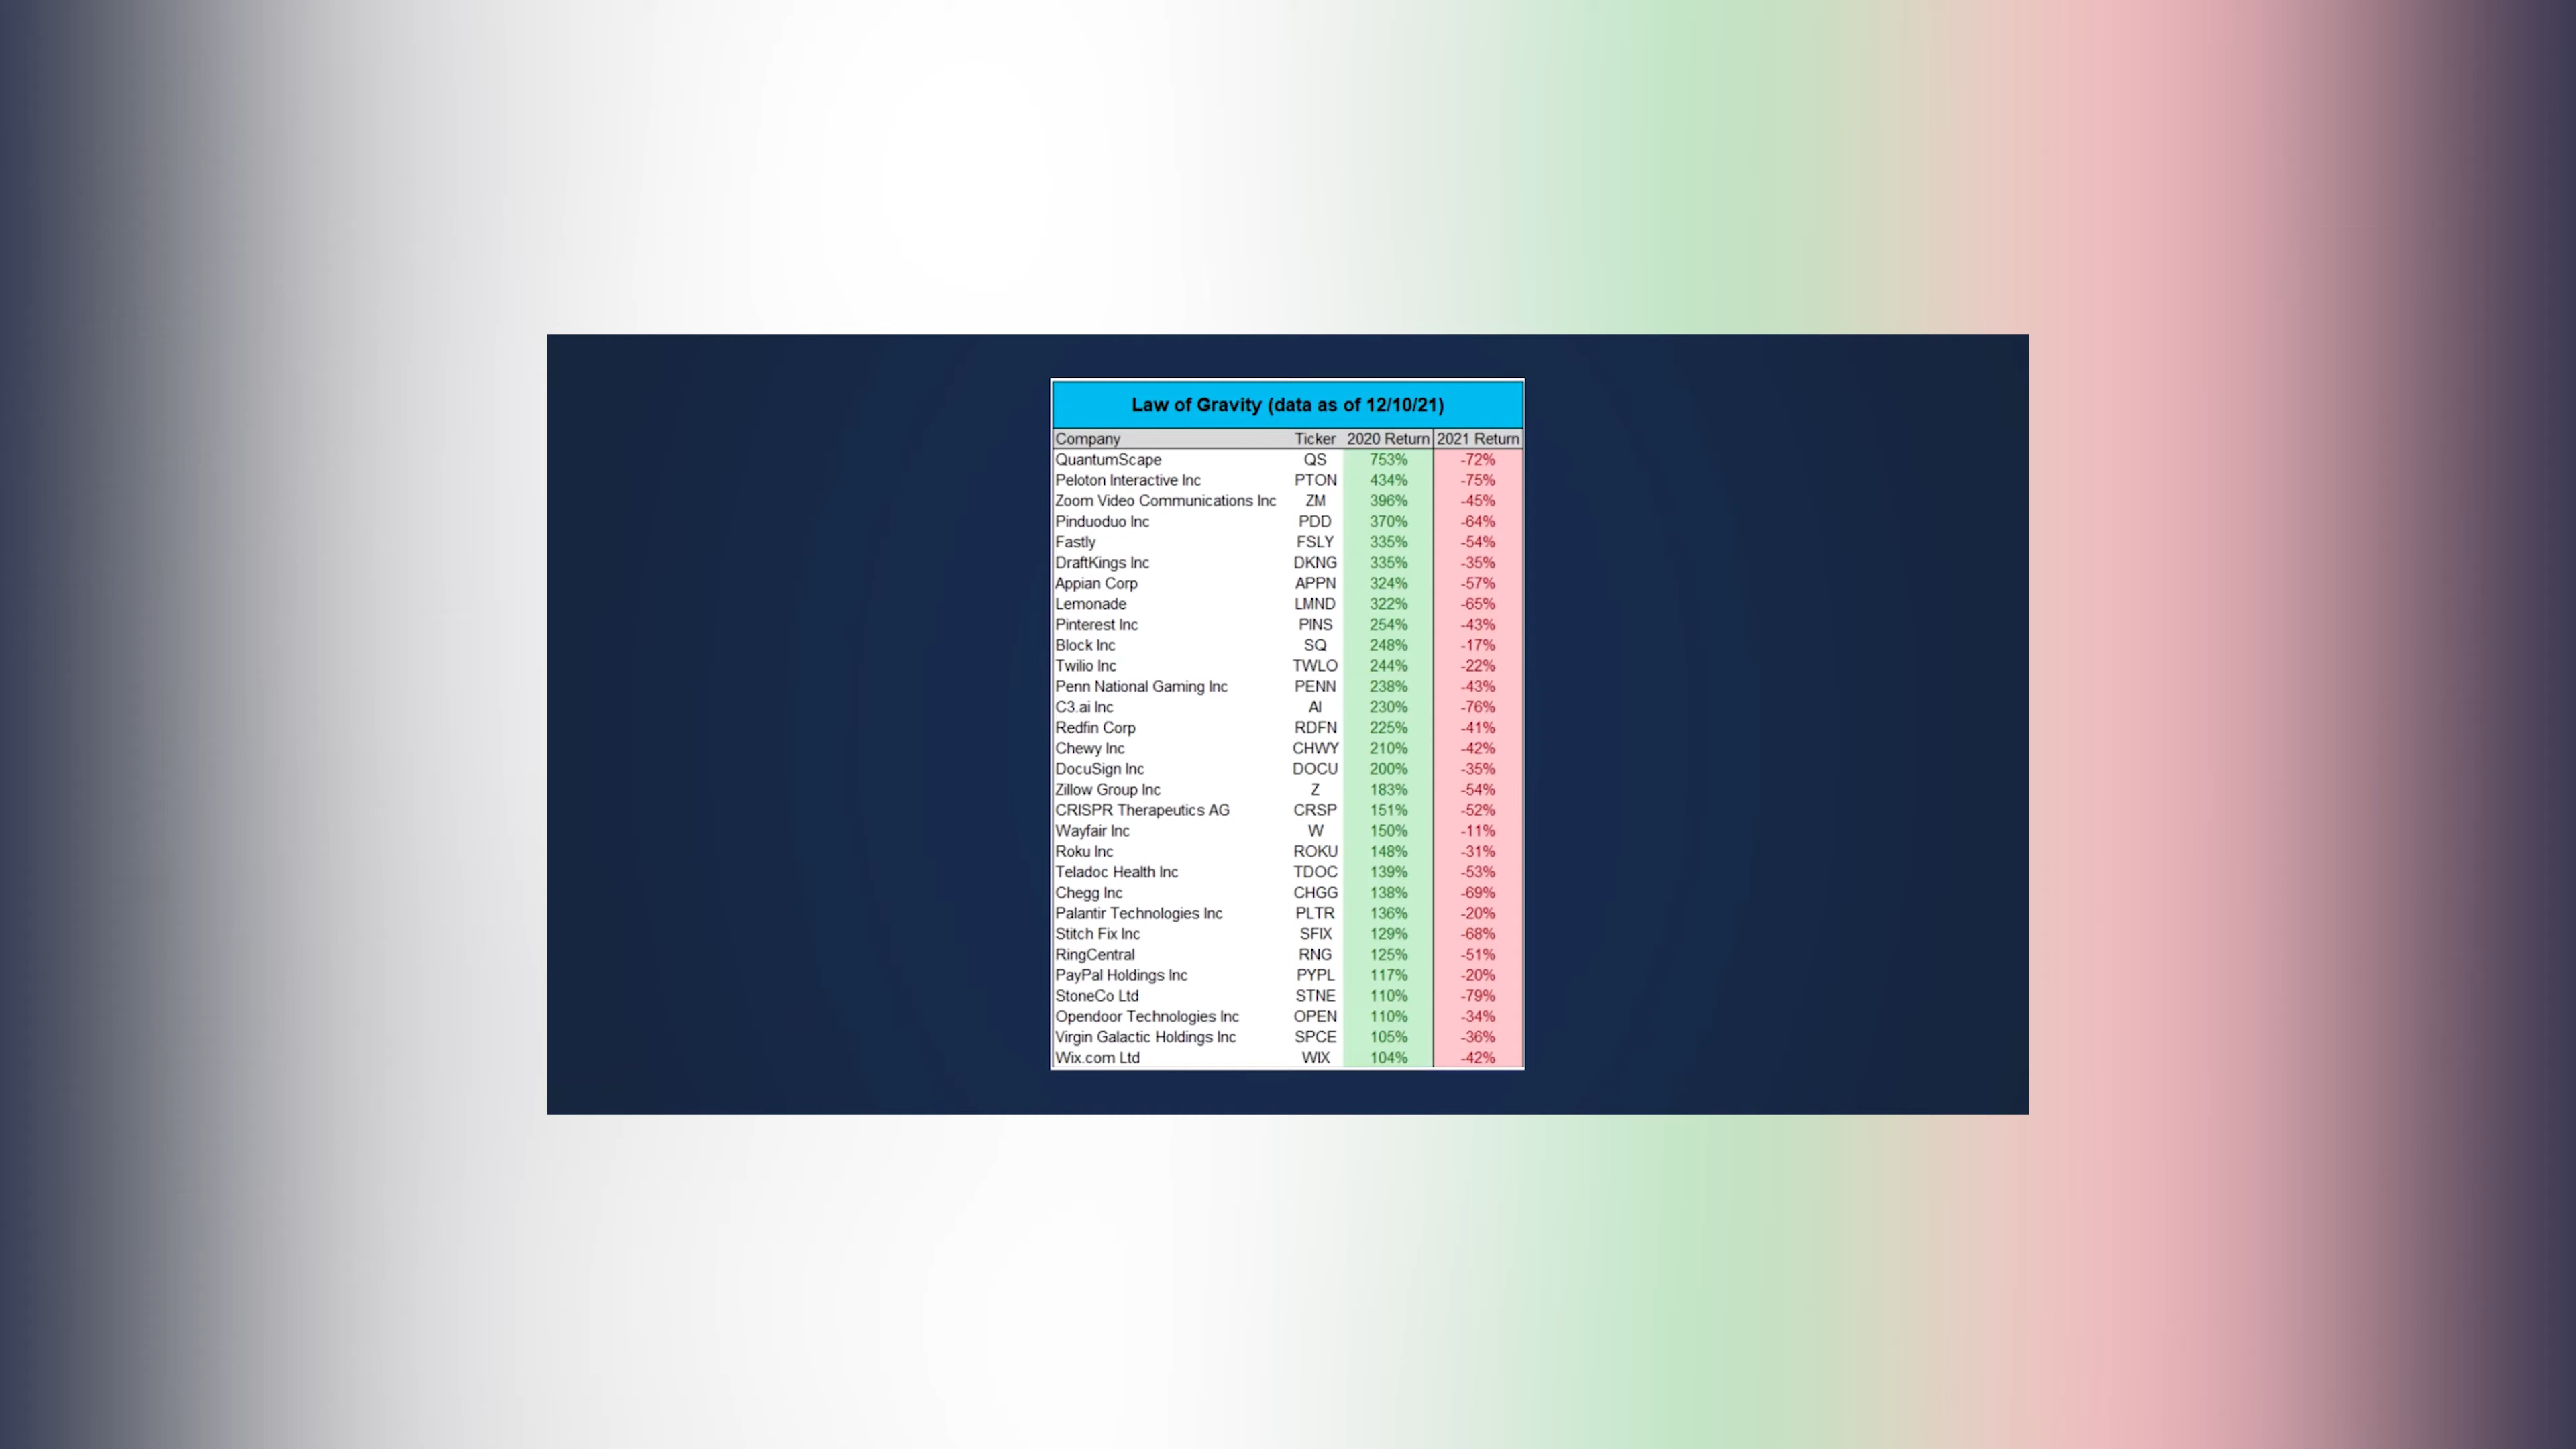 Law of Gravity (data as of 12/10/21)
Company Ticker 2020 Return 2021 Return
QuantumScape QS 753% -72%
Peloton Interactive Inc PTON 434% -75%
Zoom Video Communications Inc ZM 396% -45%
Pinduoduo Inc PDD 370% -64%
Fastly FSLY 335% -54%
DraftKings Inc DKNG 335% -35%
Appian Corp APPN 324% -57%
Lemonade LMND 322% -65%
Pinterest Inc PINS 254% -43%
Block Inc SQ 248% -17%
Twilio Inc TWLO 244% -22%
Penn National Gaming Inc PENN 238% -43%
C3.ai Inc AI 230% -76%
Redfin Corp RDFN 225% -41%
Chewy Inc CHWY 210% -42%
DocuSign Inc DOCU 200% -35%
Zillow Group Inc Z 183% -54%
CRISPR Therapeutics AG CRSP 151% -52%
Wayfair Inc W 150% -11%
Roku Inc ROKU 148% -31%
Teladoc Health Inc TDOC 139% -53%
Chegg Inc CHGG 138% -69%
Palantir Technologies Inc PLTR 136% -20%
Stitch Fix Inc SFIX 129% -68%
RingCentral RNG 125% -51%
PayPal Holdings Inc PYPL 117% -20%
StoneCo Ltd STNE 110% -79%
Opendoor Technologies Inc OPEN 110% -34%
Virgin Galactic Holdings Inc SPCE 105% -36%
Wix.com Ltd WIX 104% -42%